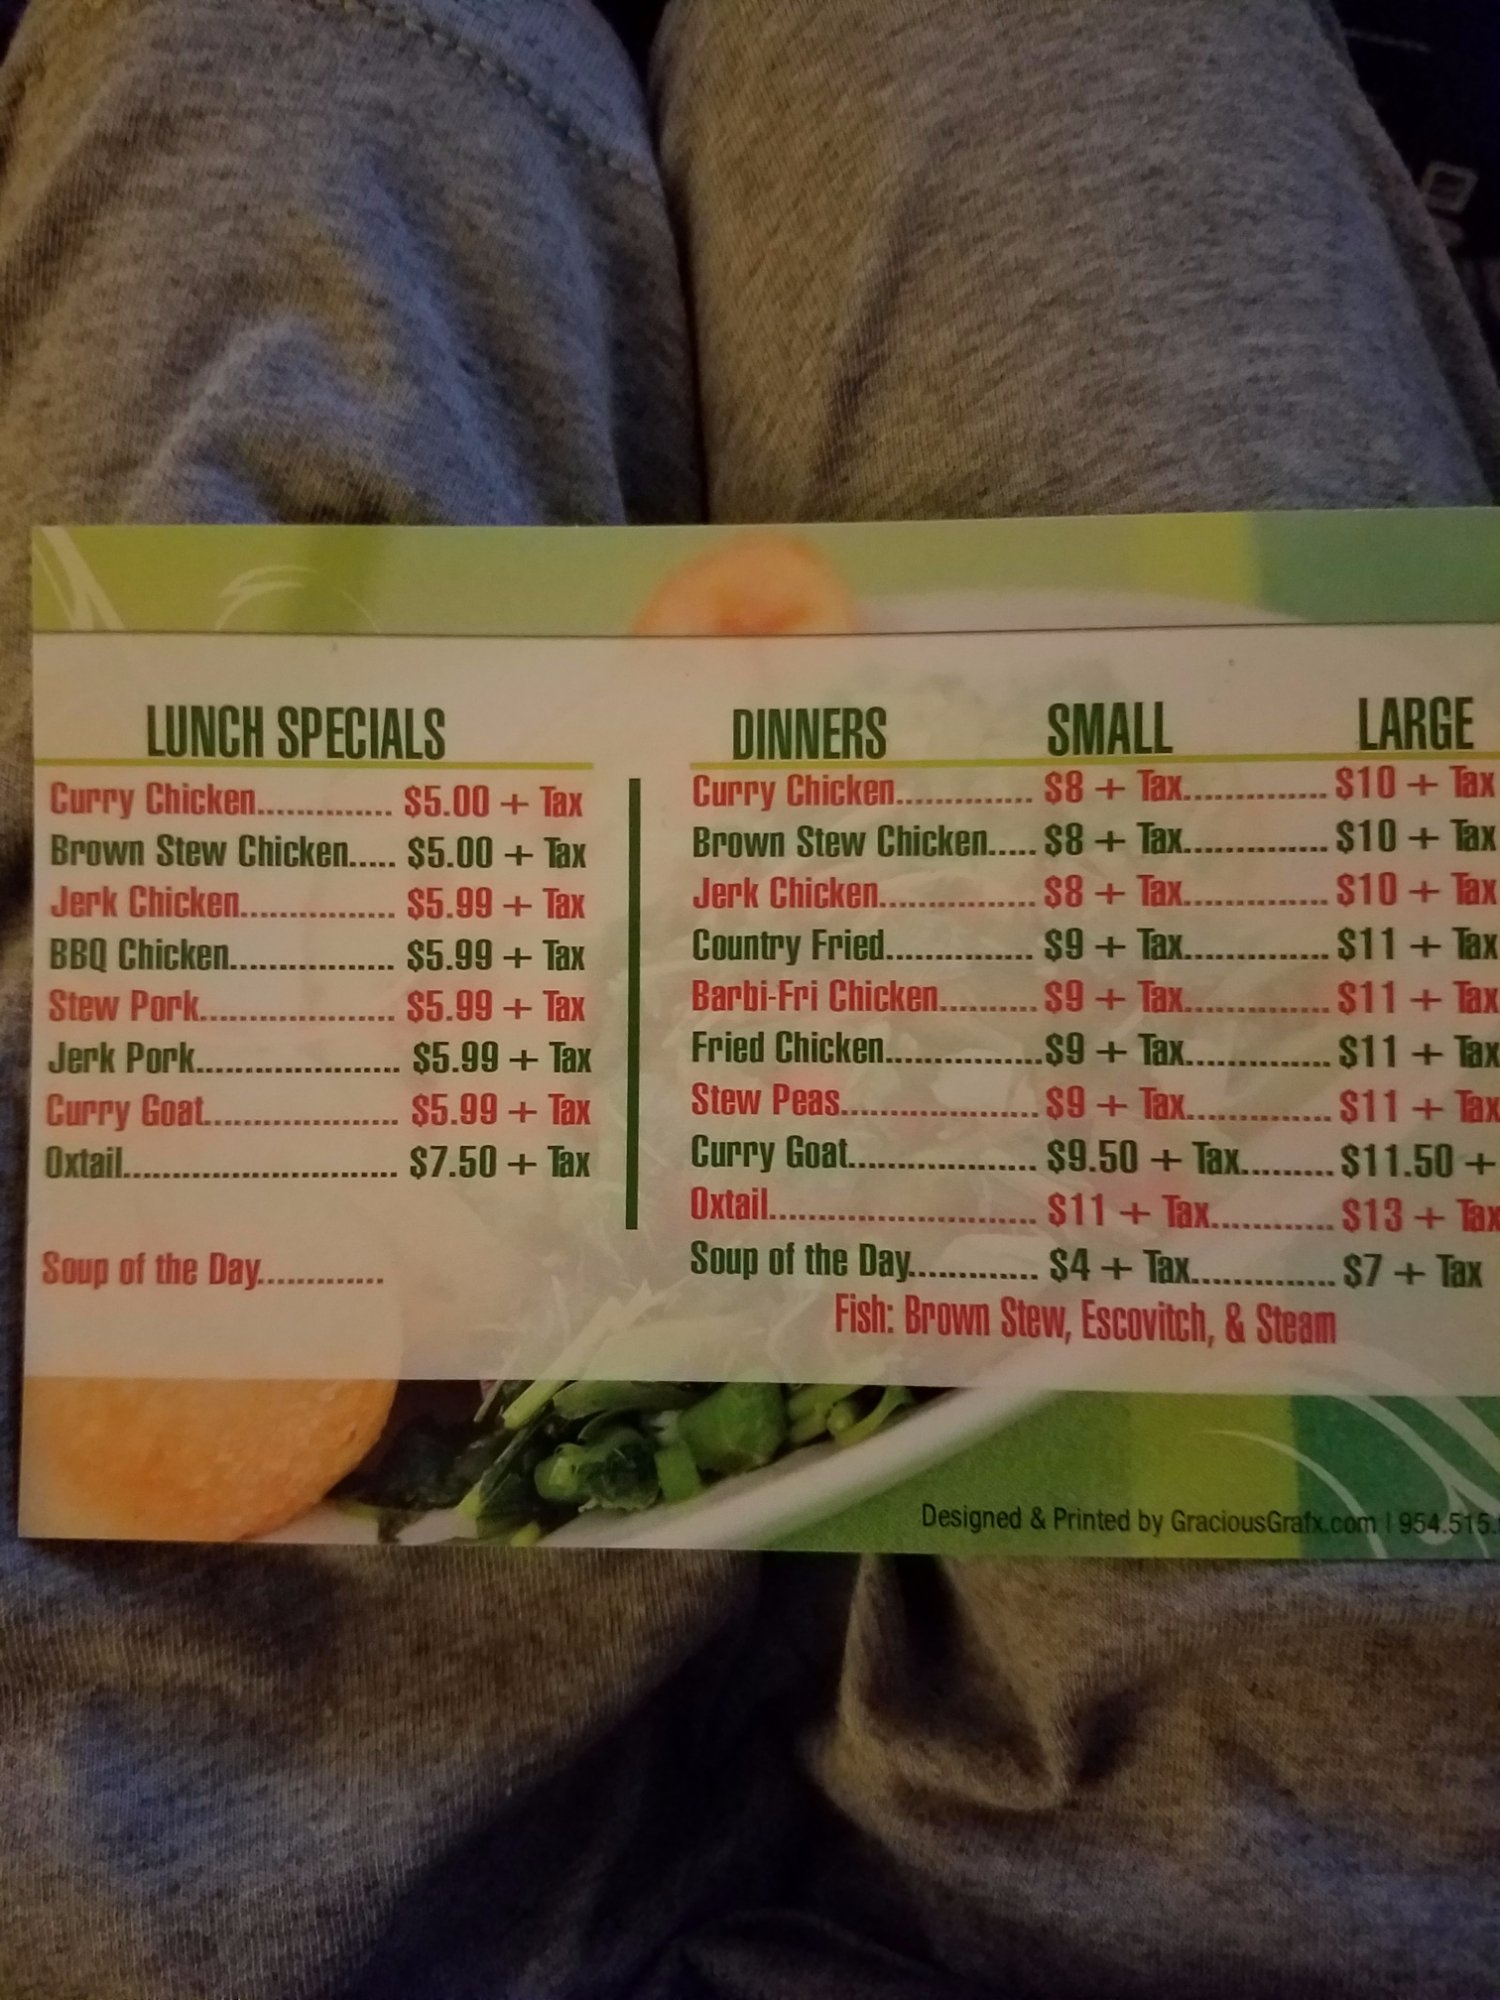 LUNCH SPECIALS
Curry Chicken.............. $5.00 + Tax
Brown Stew Chicken..... $5.00 + Tax
Jerk Chicken................ $5.99 + Tax
BBQ Chicken................. $5.99 + Tax
Stew Pork.................... $5.99 + Tax
Jerk Pork..................... $5.99 + Tax
Curry Goat.................... $5.99 + Tax
Oxtail............................ $7.50 + Tax
Soup of the Day.............
DINNERS SMALL LARGE
Curry Chicken.............. $8 + Tax............... $10 + Tax
Brown Stew Chicken..... $8 + Tax............... $10 + Tax
Jerk Chicken................ $8 + Tax............... $10 + Tax
Country Fried............... $9 + Tax............... $11 + Tax
Barbi-Fri Chicken.......... $9 + Tax............... $11 + Tax
Fried Chicken................$9 + Tax............... $11 + Tax
Stew Peas.................... $9 + Tax............... $11 + Tax
Curry Goat................... $9.50 + Tax......... $11.50 +
Oxtail........................... $11 + Tax............ $13 + Tax
Soup of the Day............. $4 + Tax.............. $7 + Tax
Fish: Brown Stew, Escovitch, & Steam
Designed & Printed by GraciousGrafx.com | 954.515.